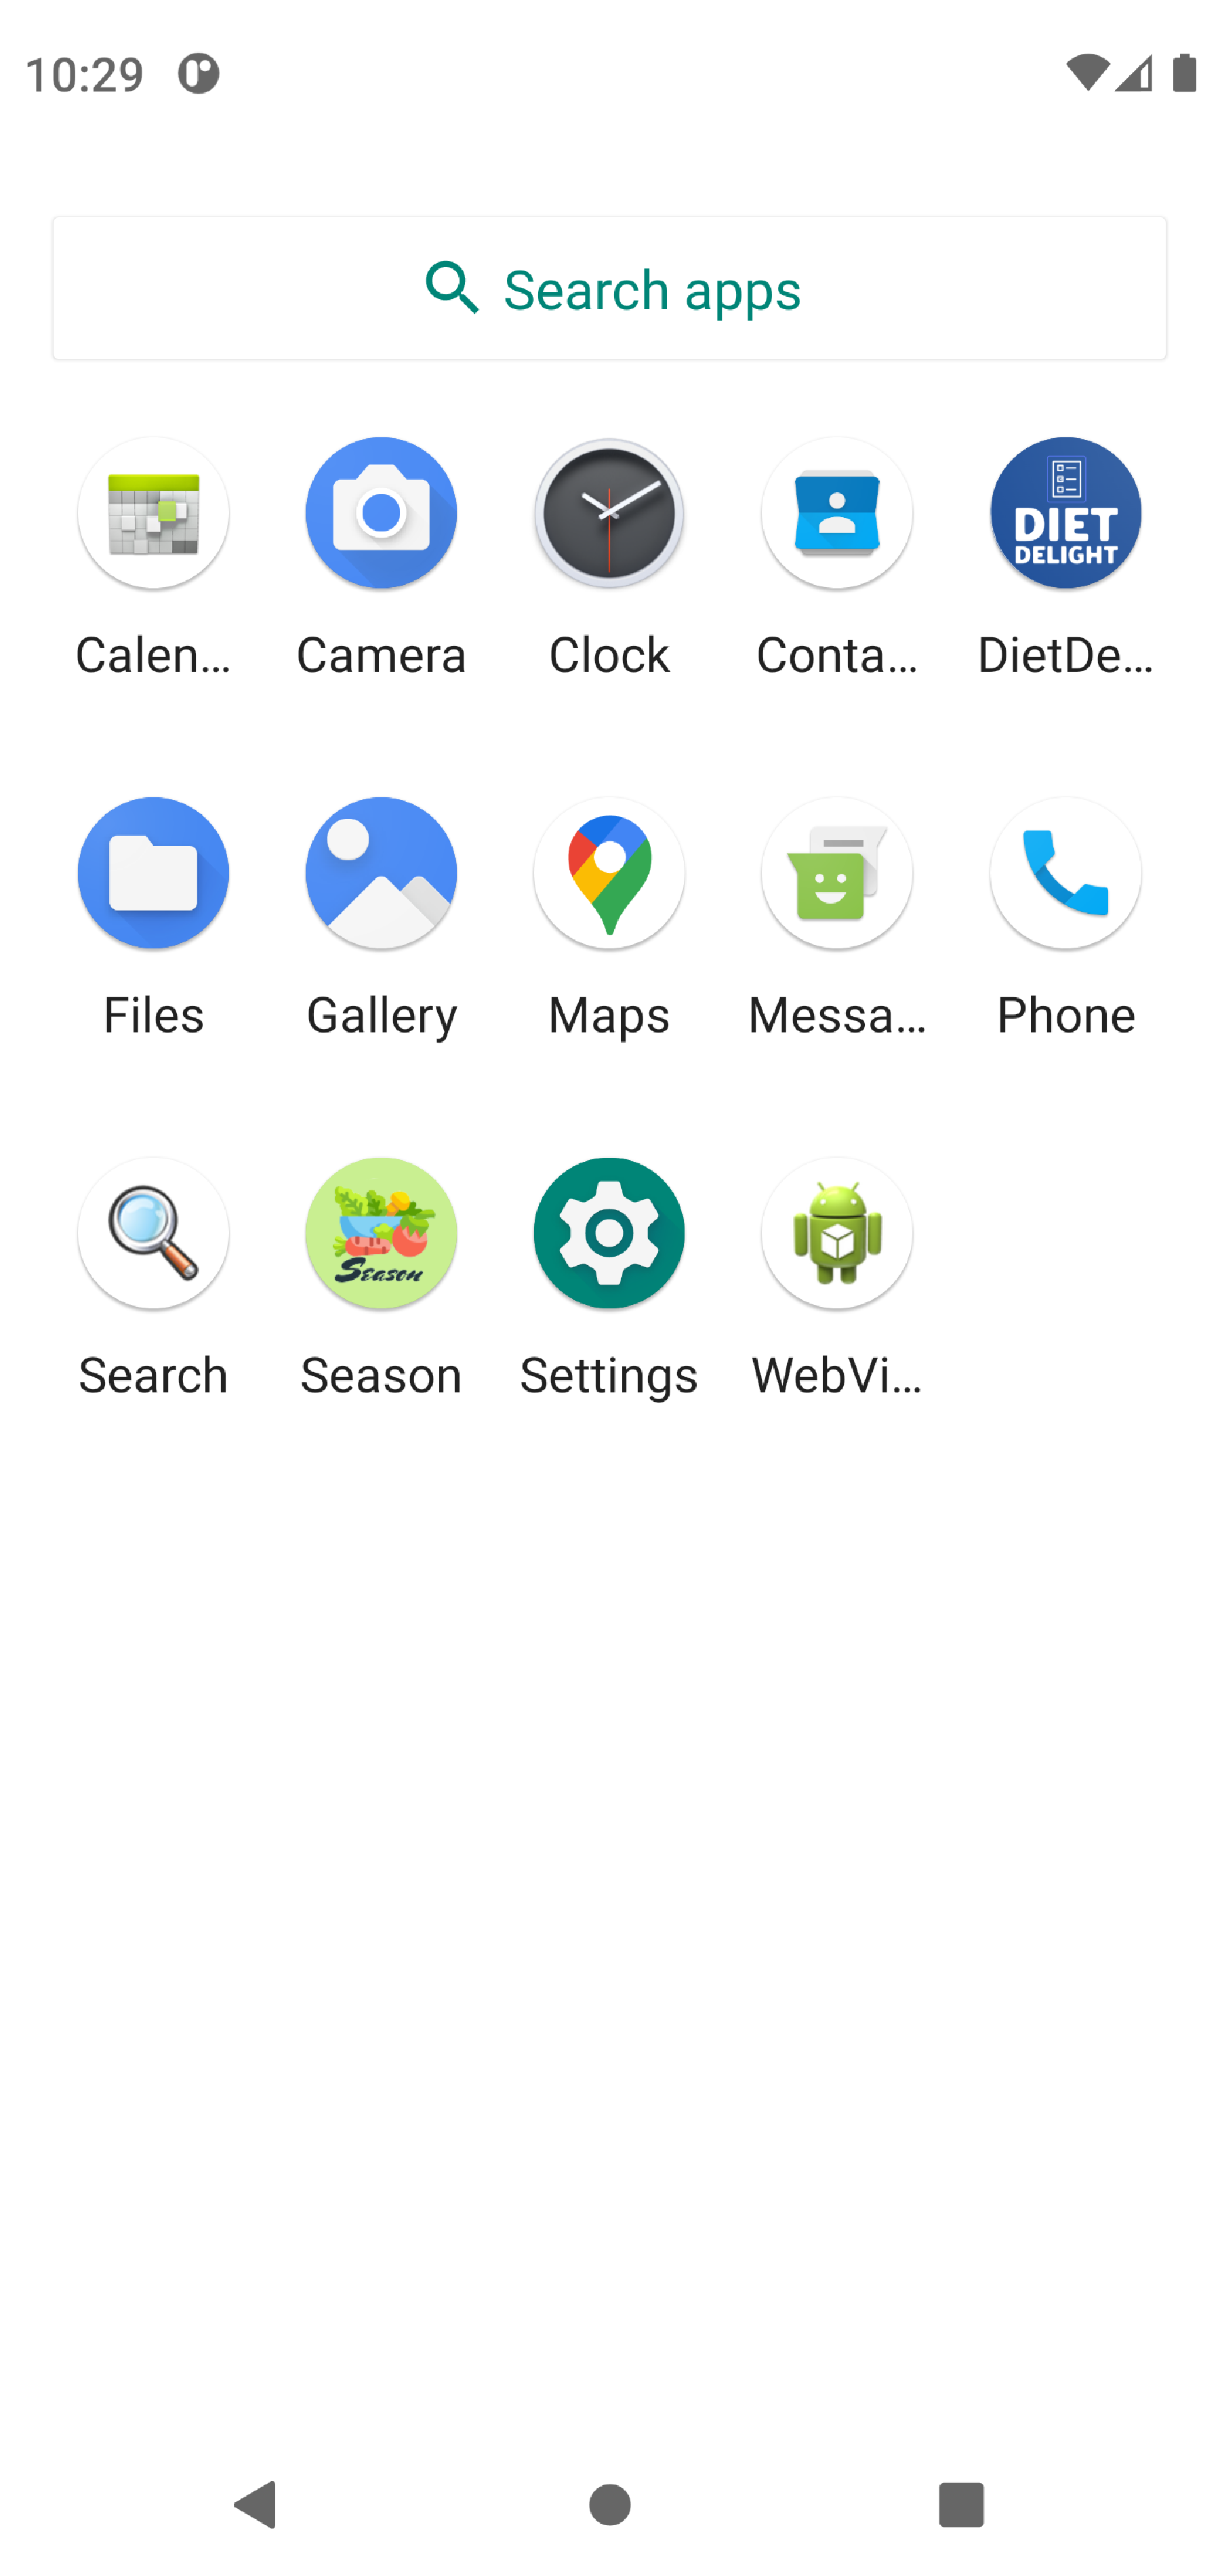 10:29
Search apps
Calen...
Camera
Clock
Conta...
DIET
DELIGHT
DietDe...
Files
Gallery
Maps
Messa...
Phone
Season
Search
Season
Settings
WebVi...